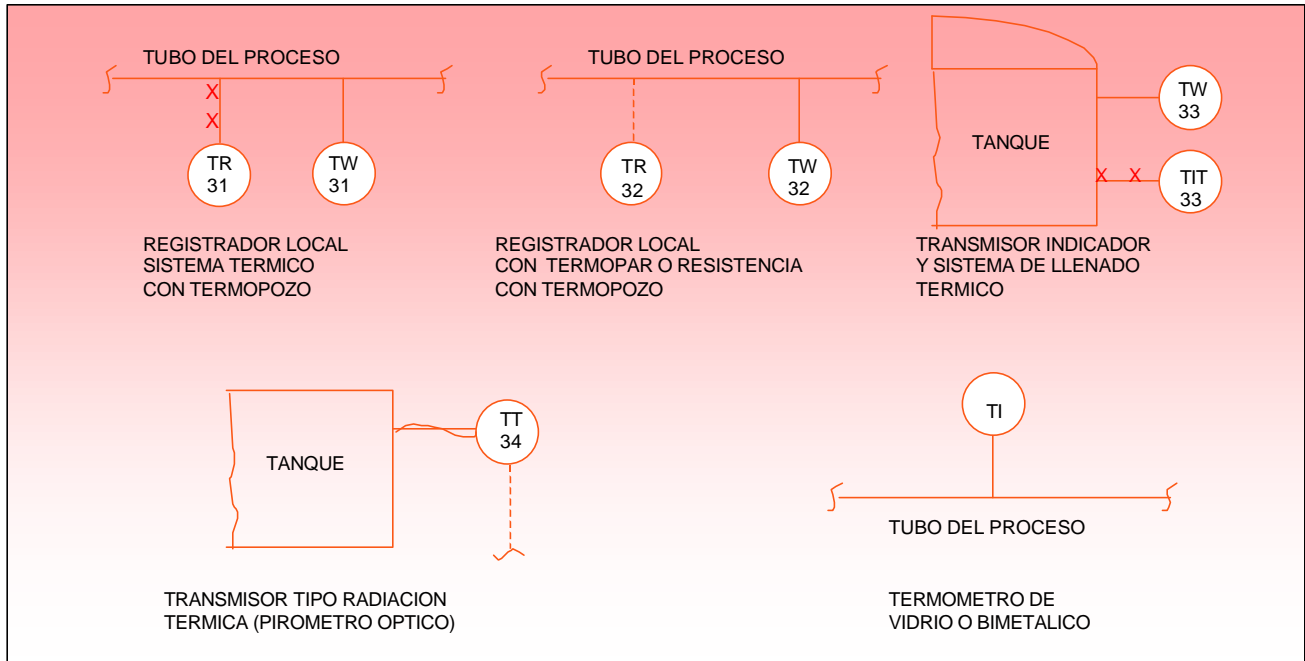 TUBO DEL PROCESO
X
X
TR
31
TW
31
REGISTRADOR LOCAL
SISTEMA TERMICO
CON TERMOPOZO
TUBO DEL PROCESO
TR
32
TW
32
REGISTRADOR LOCAL
CON TERMOPAR O RESISTENCIA
CON TERMOPOZO
TANQUE
TW
33
X X
TIT
33
TRANSMISOR INDICADOR
Y SISTEMA DE LLENADO
TERMICO
TANQUE
TT
34
TRANSMISOR TIPO RADIACION
TERMICA (PIROMETRO OPTICO)
TI
TUBO DEL PROCESO
TERMOMETRO DE
VIDRIO O BIMETALICO